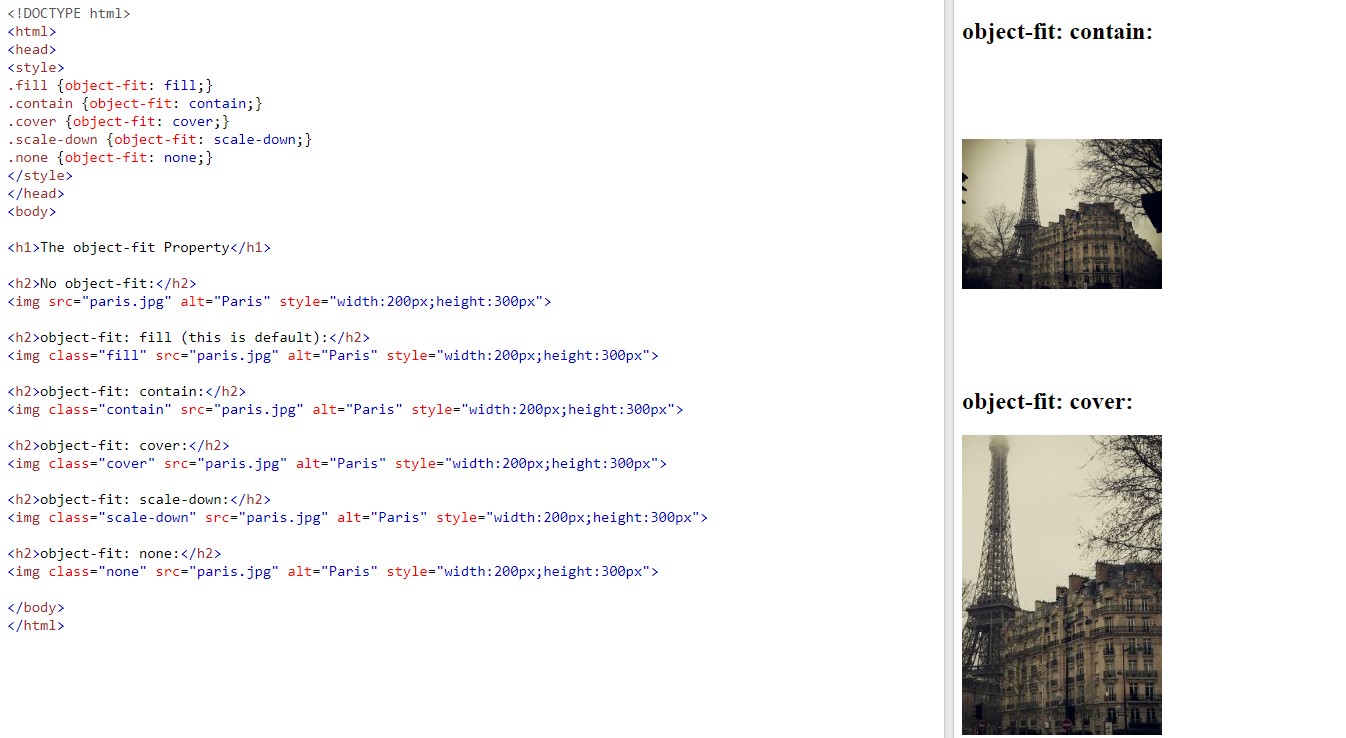 <!DOCTYPE html>
<html>
<head>
<style>
.fill {object-fit: fill;}
.contain {object-fit: contain;}
.cover {object-fit: cover;}
.scale-down {object-fit: scale-down;}
.none {object-fit: none;}
</style>
</head>
<body>
<h1>The object-fit Property</h1>
<h2>No object-fit:</h2>
<img src="paris.jpg" alt="Paris" style="width:200px;height:300px">
<h2>object-fit: fill (this is default):</h2>
<img class="fill" src="paris.jpg" alt="Paris" style="width:200px;height:300px">
<h2>object-fit: contain:</h2>
<img class="contain" src="paris.jpg" alt="Paris" style="width:200px;height:300px">
<h2>object-fit: cover:</h2>
<img class="cover" src="paris.jpg" alt="Paris" style="width:200px;height:300px">
<h2>object-fit: scale-down:</h2>
<img class="scale-down" src="paris.jpg" alt="Paris" style="width:200px;height:300px">
<h2>object-fit: none:</h2>
<img class="none" src="paris.jpg" alt="Paris" style="width:200px;height:300px">
</body>
</html>
object-fit: contain:
object-fit: cover: